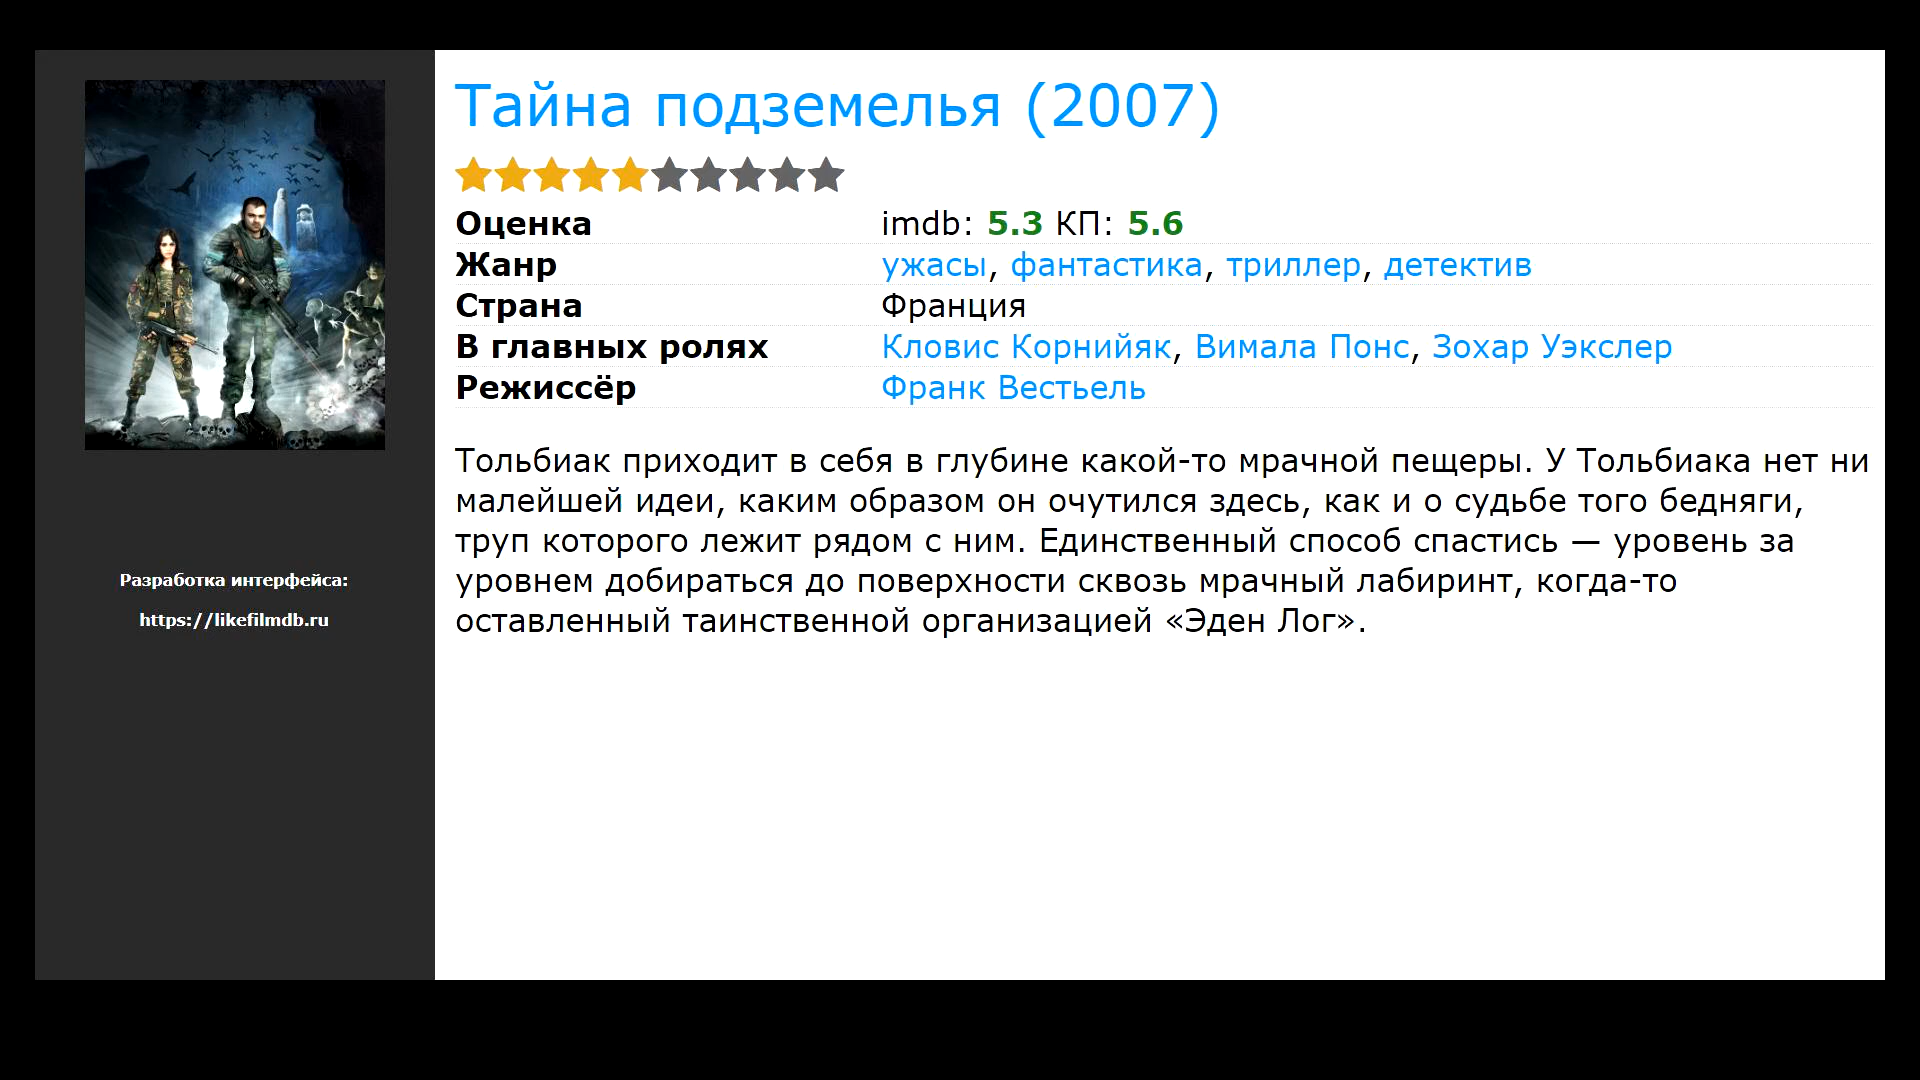 Тайна подземелья (2007)
Оценка imdb: 5.3 КП: 5.6
Жанр ужасы, фантастика, триллер, детектив
Страна Франция
В главных ролях Кловис Корнийяк, Вимала Понс, Зохар Уэкслер
Режиссёр Франк Вестьель
Тольбиак приходит в себя в глубине какой-то мрачной пещеры. У Тольбиака нет ни
малейшей идеи, каким образом он очутился здесь, как и о судьбе того бедняги,
труп которого лежит рядом с ним. Единственный способ спастись — уровень за
уровнем добираться до поверхности сквозь мрачный лабиринт, когда-то
оставленный таинственной организацией «Эден Лог».
Разработка интерфейса:
https://likefilmdb.ru